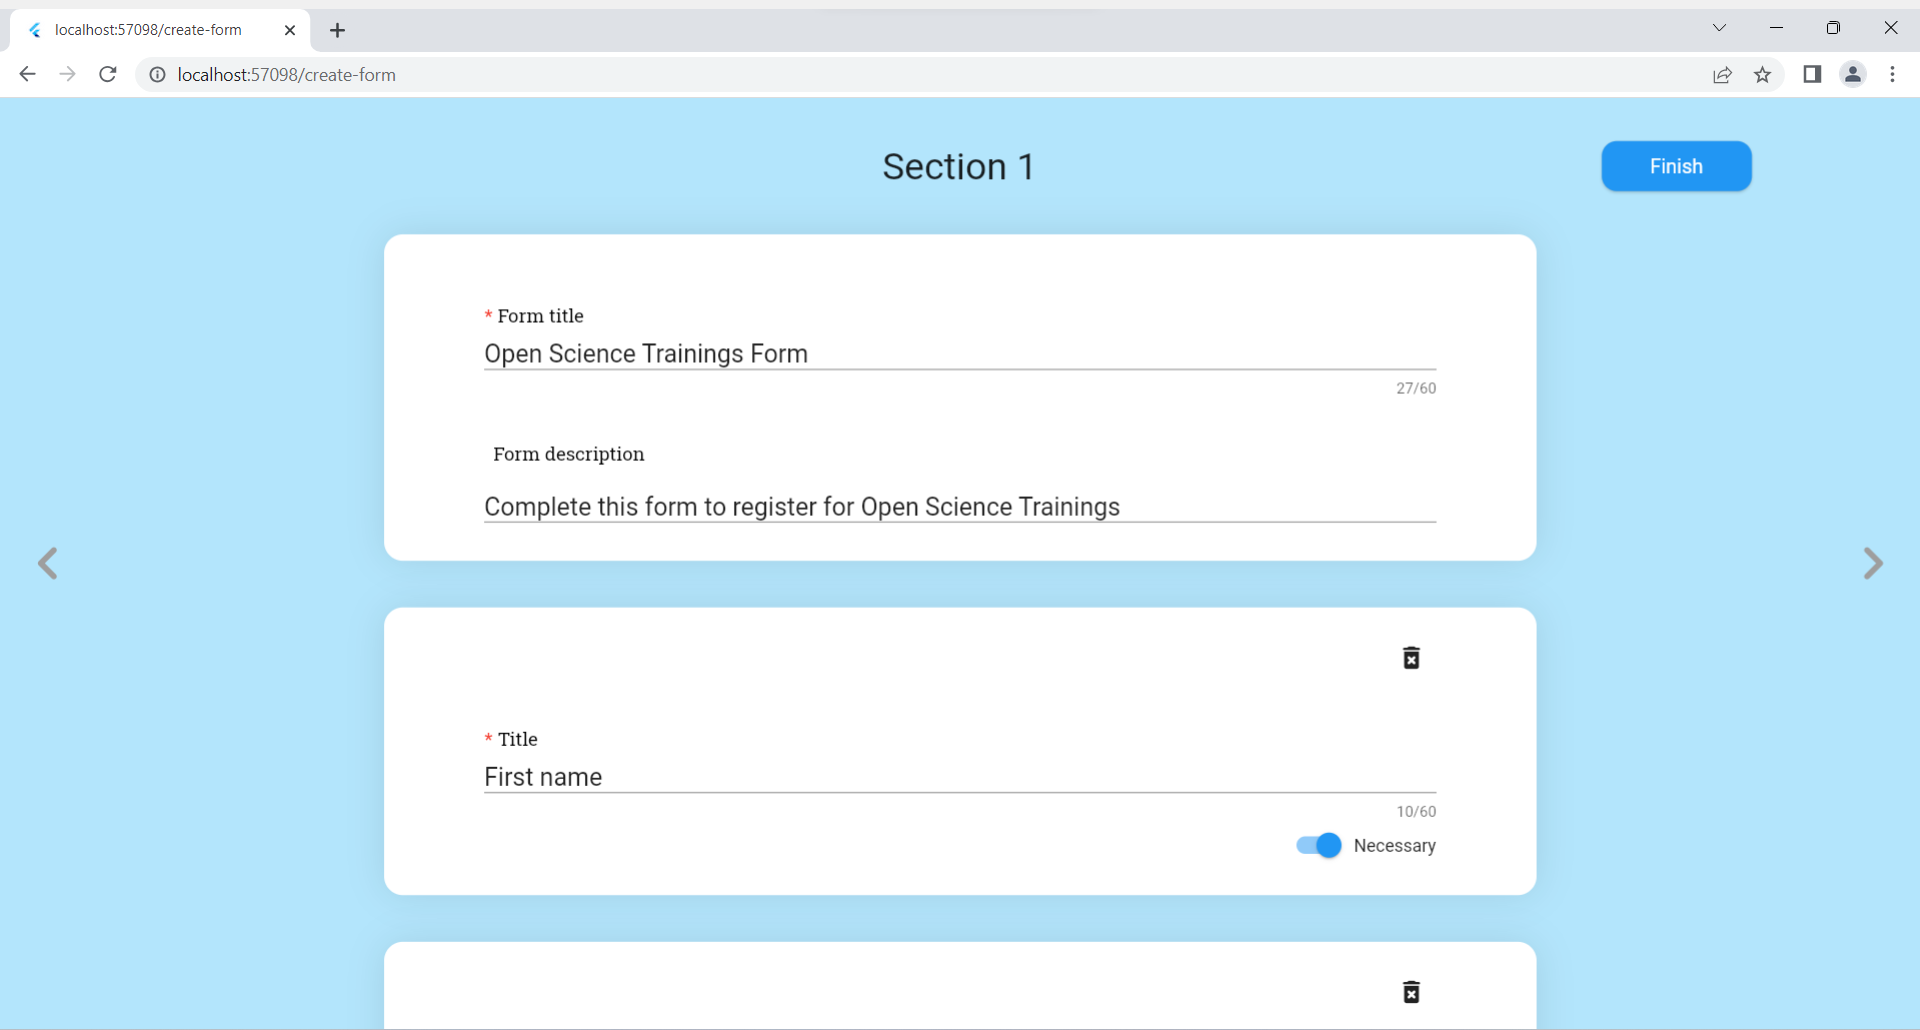 localhost:57098/create-form
localhost:57098/create-form
Section 1
Finish
* Form title
Open Science Trainings Form
27/60
Form description
Complete this form to register for Open Science Trainings
* Title
First name
10/60
Necessary